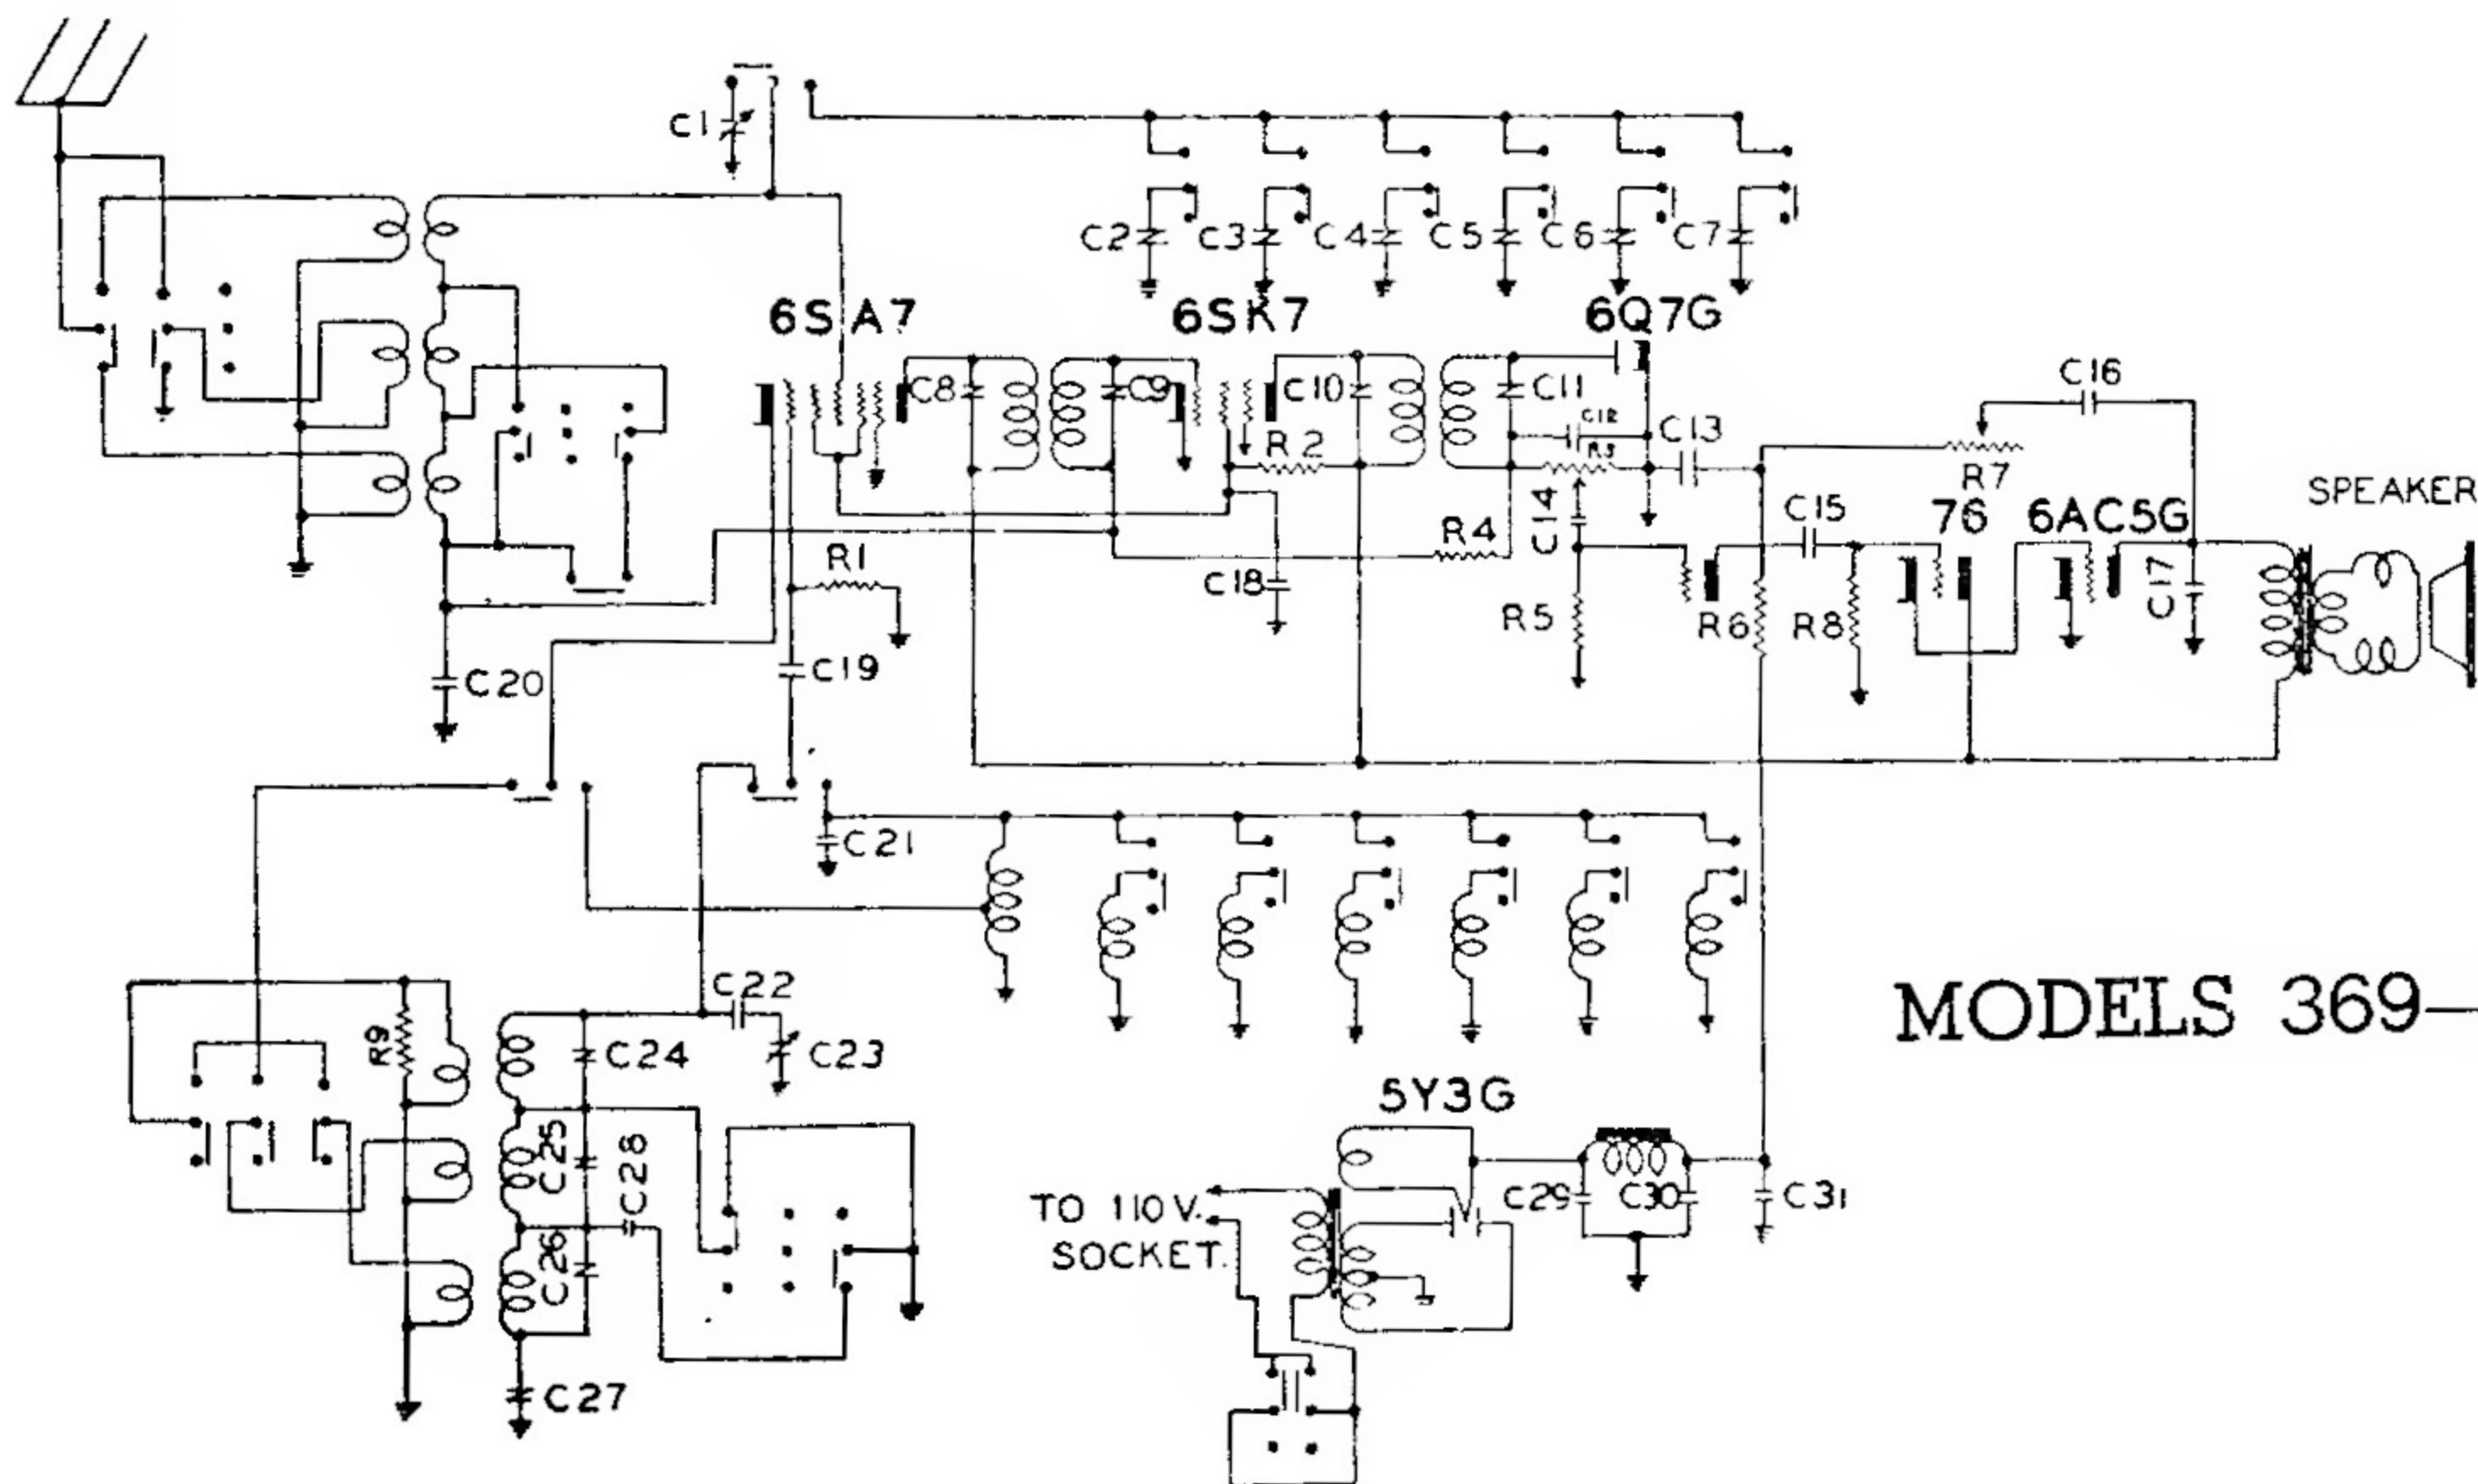 C1
C2 C3 C4 C5 C6 C7
6SA7 6SK7 6Q7G
C8 C9 C10 C11
C12
C13
C16
R2
R3
R7
SPEAKER
C14
R4
C15
76
6AC5G
R1
C18
C17
R5
R6
R8
C19
C20
C21
C22
R9
C24
C23
MODELS 369—
5Y3G
C25
C28
C26
TO 110 V.
SOCKET.
C29 C30 C31
C27